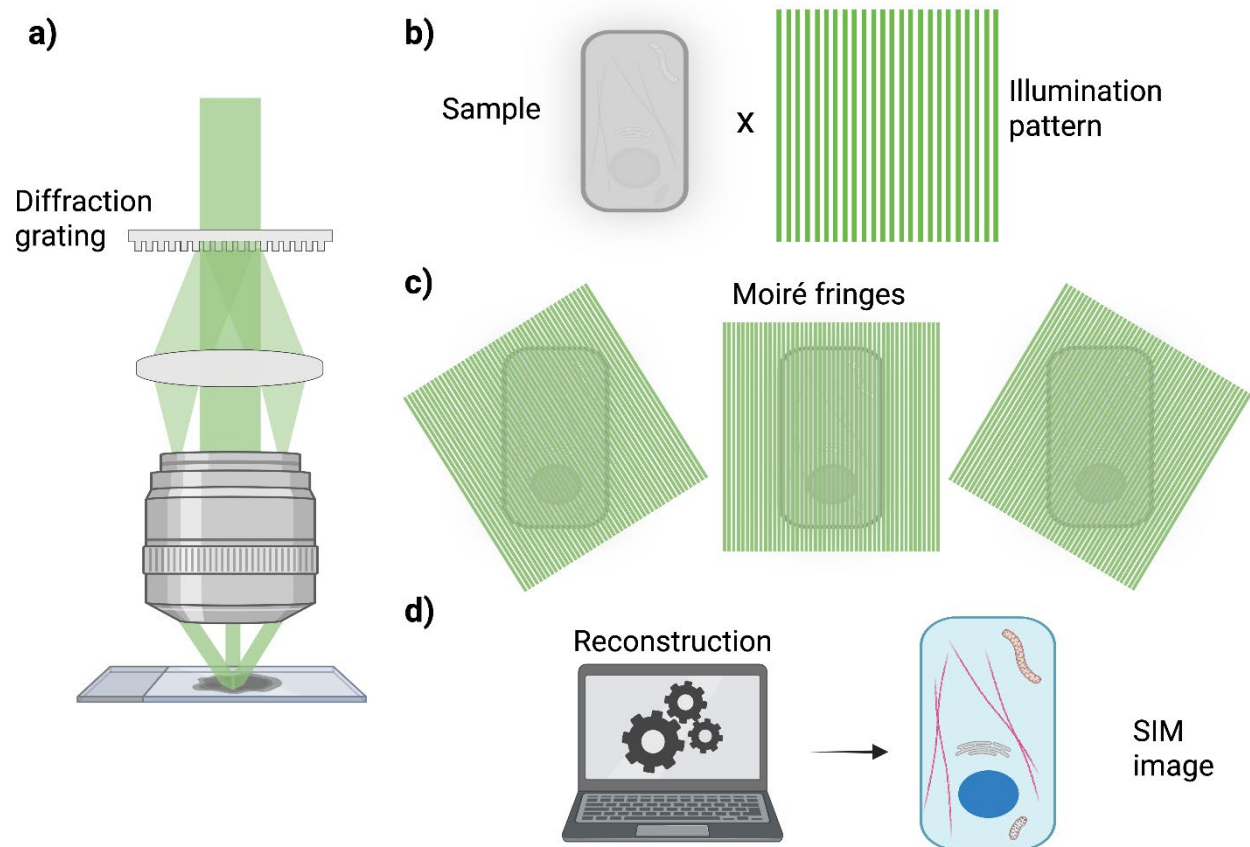 a)
Diffraction
grating
b)
Sample
x
Illumination
pattern
c)
Moiré fringes
d)
Reconstruction
SIM
image